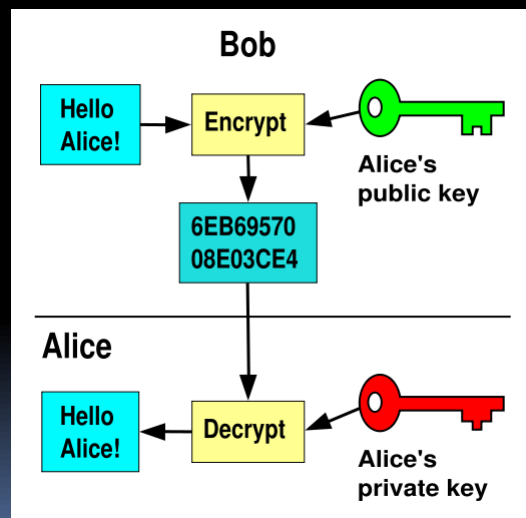 Bob
Hello
Alice!
Encrypt
Alice's
public key
6EB69570
08E03CE4
Alice
Hello
Alice!
Decrypt
Alice's
private key